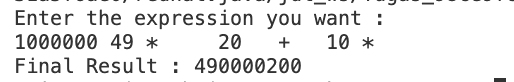 Enter the expression you want :
1000000 49 *     20   +   10 *
Final Result : 490000200